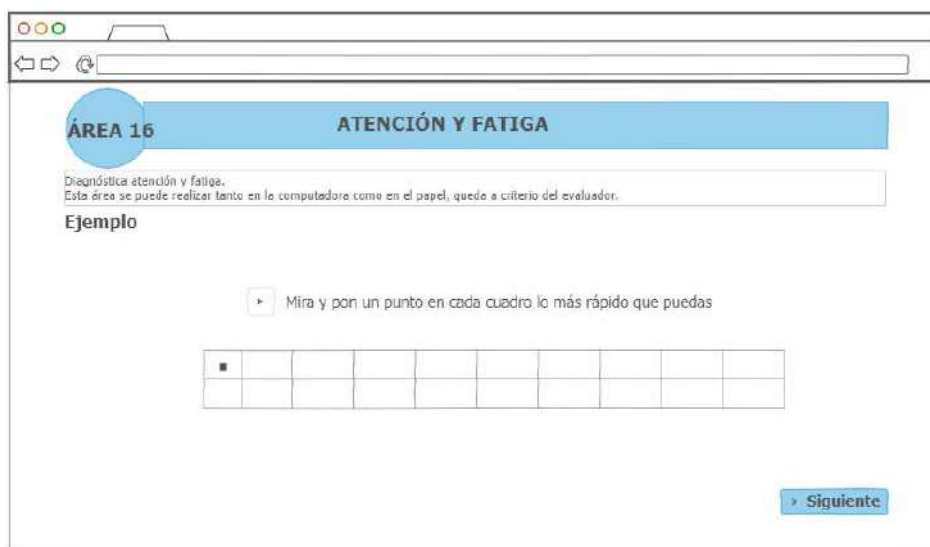 ÁREA 16
ATENCIÓN Y FATIGA
Diagnóstica atención y fatiga.
Esta área se puede realizar tanto en la computadora como en el papel, queda a criterio del evaluador.
Ejemplo
Mira y pon un punto en cada cuadro lo más rápido que puedas
Siguiente